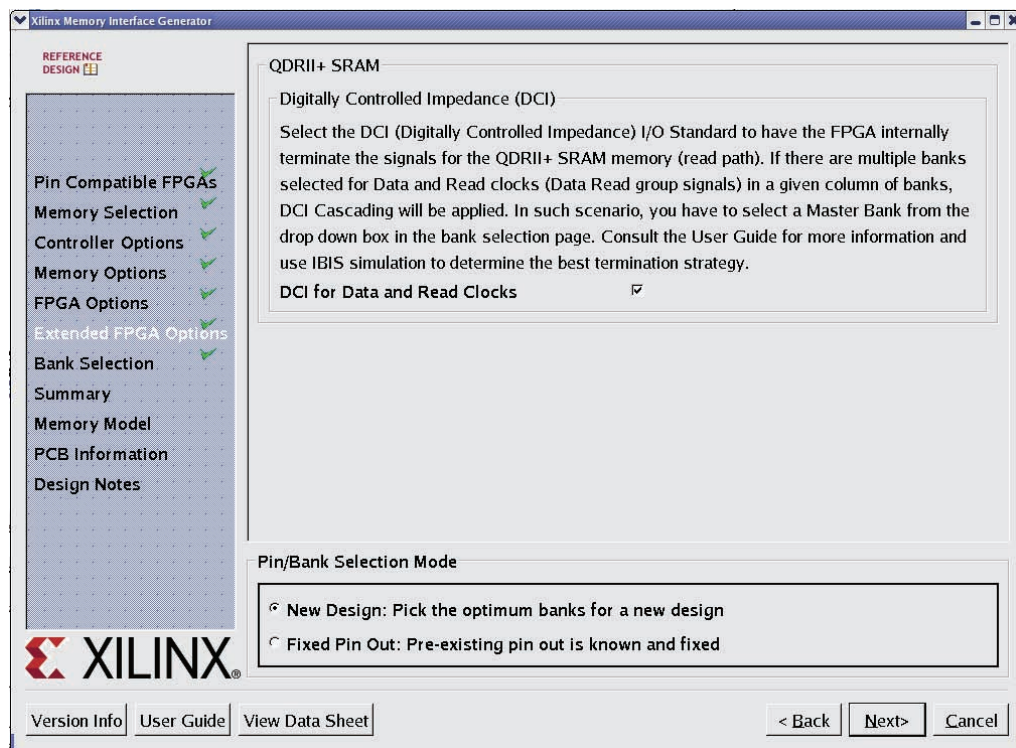 Xilinx Memory Interface Generator
REFERENCE
DESIGN
Pin Compatible FPGAs
Memory Selection
Controller Options
Memory Options
FPGA Options
Extended FPGA Options
Bank Selection
Summary
Memory Model
PCB Information
Design Notes
XILINX®
QDRII+ SRAM
Digitally Controlled Impedance (DCI)
Select the DCI (Digitally Controlled Impedance) I/O Standard to have the FPGA internally
terminate the signals for the QDRII+ SRAM memory (read path). If there are multiple banks
selected for Data and Read clocks (Data Read group signals) in a given column of banks,
DCI Cascading will be applied. In such scenario, you have to select a Master Bank from the
drop down box in the bank selection page. Consult the User Guide for more information and
use IBIS simulation to determine the best termination strategy.
DCI for Data and Read Clocks
Pin/Bank Selection Mode
New Design: Pick the optimum banks for a new design
Fixed Pin Out: Pre-existing pin out is known and fixed
Version Info User Guide View Data Sheet < Back Next> Cancel